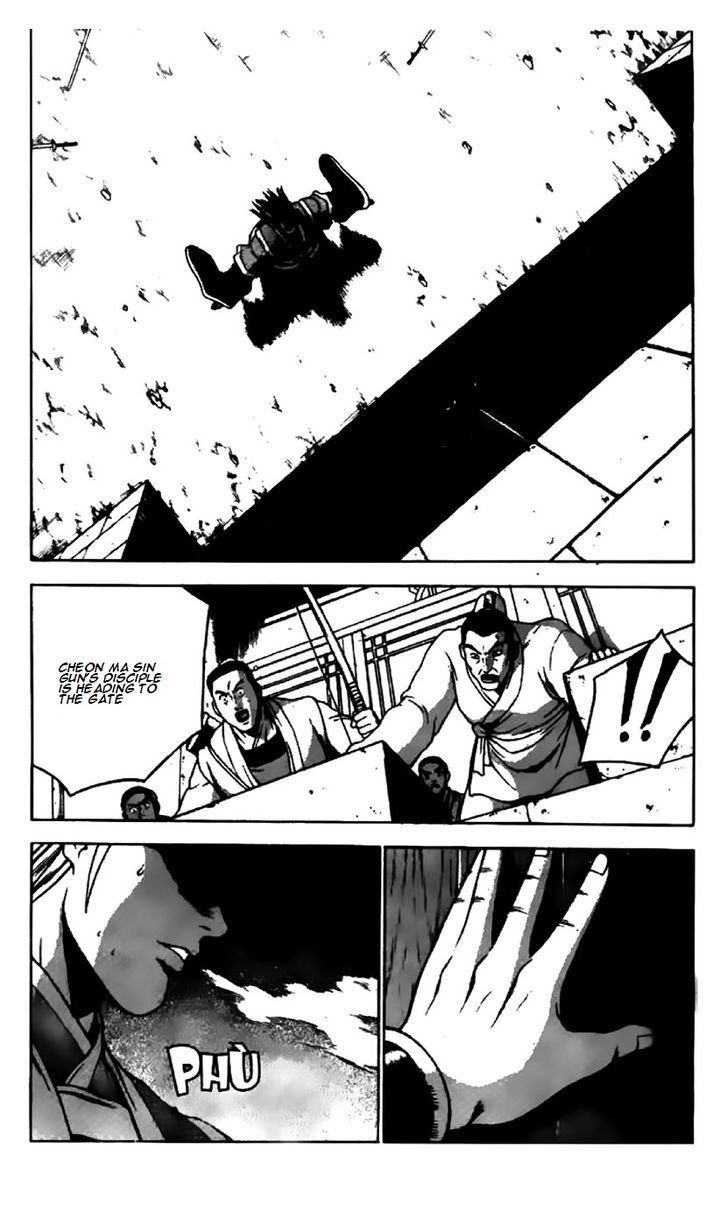 CHEON MA SIN
GUN'S DISCIPLE
IS HEADING TO
THE GATE
!!
PHÙ